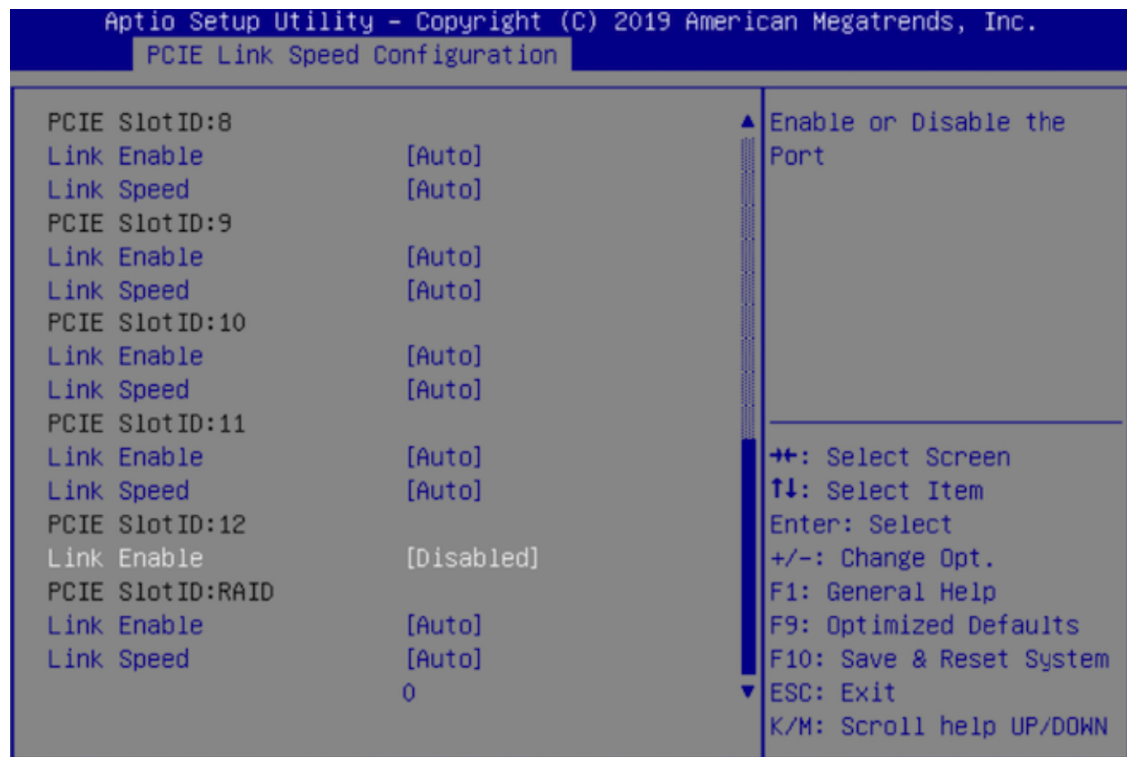 Aptio Setup Utility – Copyright (C) 2019 American Megatrends, Inc.
PCIE Link Speed Configuration
PCIE SlotID:8
Link Enable [Auto]
Link Speed [Auto]
PCIE SlotID:9
Link Enable [Auto]
Link Speed [Auto]
PCIE SlotID:10
Link Enable [Auto]
Link Speed [Auto]
PCIE SlotID:11
Link Enable [Auto]
Link Speed [Auto]
PCIE SlotID:12
Link Enable [Disabled]
PCIE SlotID:RAID
Link Enable [Auto]
Link Speed [Auto]
0
Enable or Disable the
Port
→←: Select Screen
↑↓: Select Item
Enter: Select
+/-: Change Opt.
F1: General Help
F9: Optimized Defaults
F10: Save & Reset System
ESC: Exit
K/M: Scroll help UP/DOWN